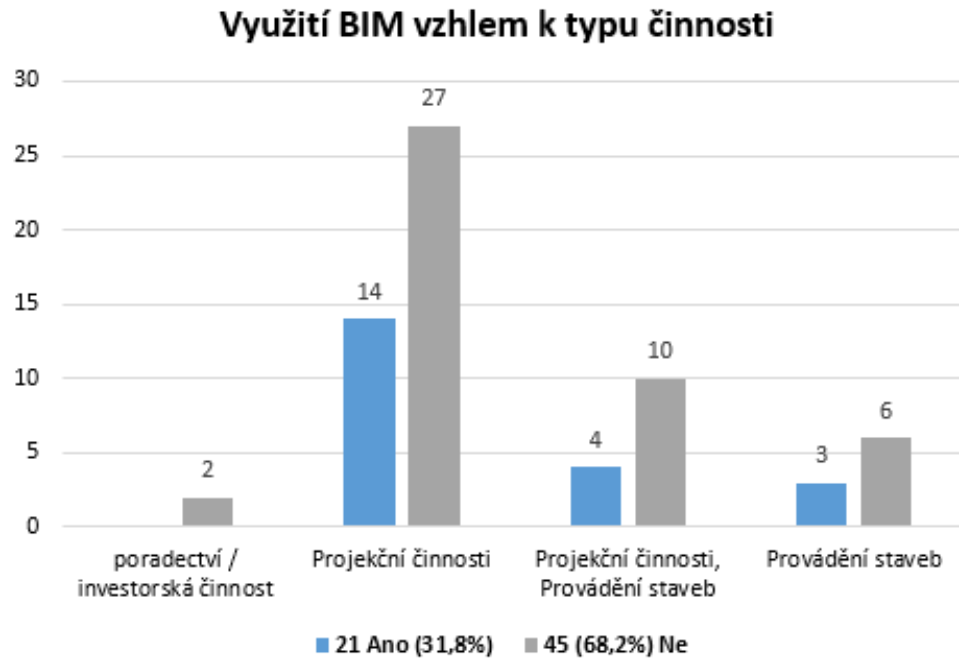 Využití BIM vzhlem k typu činnosti
30
25
20
15
10
5
0
2
14
27
4
10
3
6
poradectví /
investorská činnost
Projekční činnosti
Projekční činnosti,
Provádění staveb
Provádění staveb
21 Ano (31,8%)
45 (68,2%) Ne